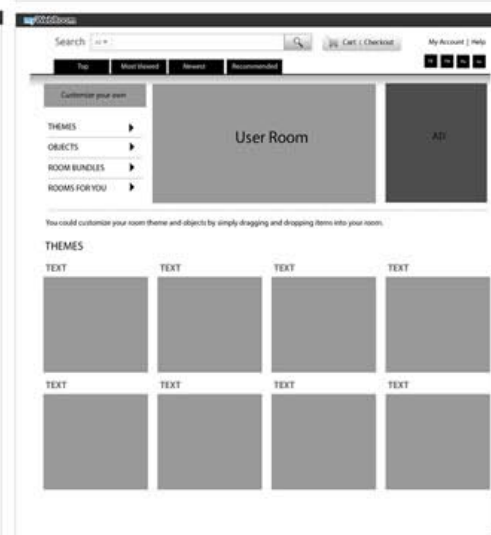 myWebRoom
Search All Cart : Checkout My Account | Help
Top Most Viewed Newest Recommended
Customize your own
THEMES
OBJECTS
ROOM BUNDLES
ROOMS FOR YOU
User Room
AD
You could customize your room theme and objects by simply dragging and dropping items into your room.
THEMES
TEXT TEXT TEXT TEXT
TEXT TEXT TEXT TEXT